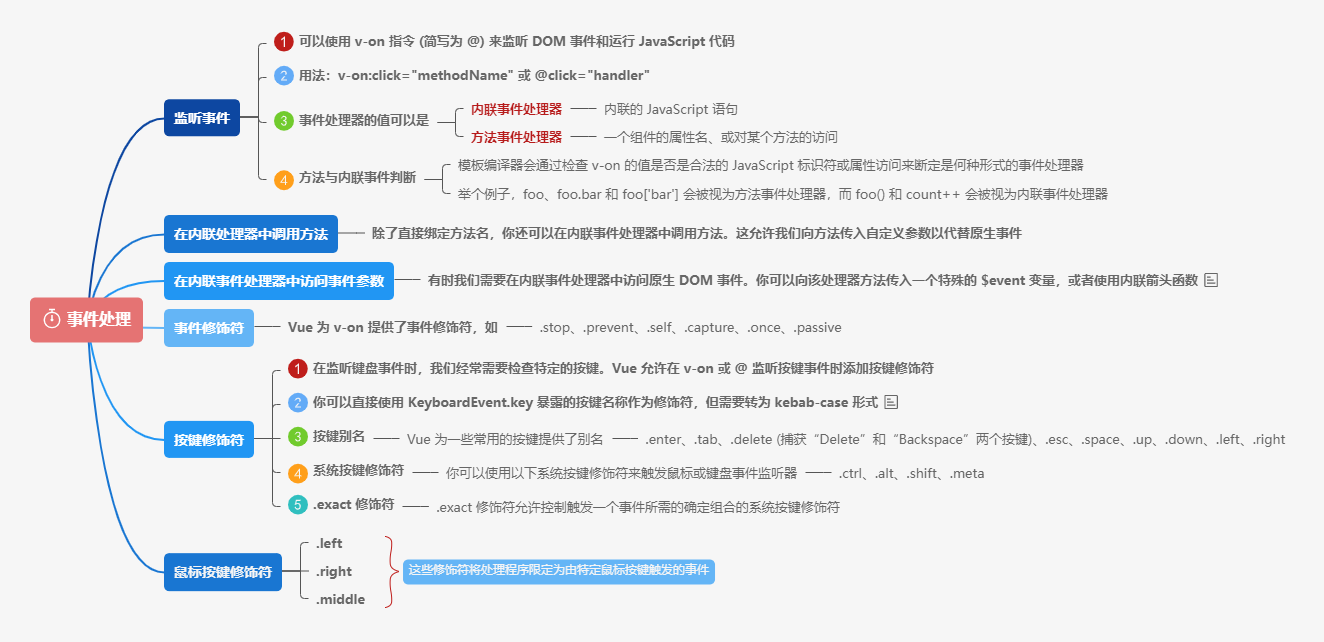 事件处理
监听事件
1 可以使用 v-on 指令 (简写为 @) 来监听 DOM 事件和运行 JavaScript 代码
2 用法：v-on:click="methodName" 或 @click="handler"
3 事件处理器的值可以是
内联事件处理器
内联的 JavaScript 语句
方法事件处理器
一个组件的属性名、或对某个方法的访问
4 方法与内联事件判断
模板编译器会通过检查 v-on 的值是否是合法的 JavaScript 标识符或属性访问来断定是何种形式的事件处理器
举个例子，foo、foo.bar 和 foo['bar'] 会被视为方法事件处理器，而 foo() 和 count++ 会被视为内联事件处理器
在内联处理器中调用方法
除了直接绑定方法名，你还可以在内联事件处理器中调用方法。这允许我们向方法传入自定义参数以代替原生事件
在内联事件处理器中访问事件参数
有时我们需要在内联事件处理器中访问原生 DOM 事件。你可以向该处理器方法传入一个特殊的 $event 变量，或者使用内联箭头函数
事件修饰符
Vue 为 v-on 提供了事件修饰符，如
.stop、.prevent、.self、.capture、.once、.passive
按键修饰符
1 在监听键盘事件时，我们经常需要检查特定的按键。Vue 允许在 v-on 或 @ 监听按键事件时添加按键修饰符
2 你可以直接使用 KeyboardEvent.key 暴露的按键名称作为修饰符，但需要转为 kebab-case 形式
3 按键别名
Vue 为一些常用的按键提供了别名
.enter、.tab、.delete (捕获“Delete”和“Backspace”两个按键)、.esc、.space、.up、.down、.left、.right
4 系统按键修饰符
你可以使用以下系统按键修饰符来触发鼠标或键盘事件监听器
.ctrl、.alt、.shift、.meta
5 .exact 修饰符
.exact 修饰符允许控制触发一个事件所需的确定组合的系统按键修饰符
鼠标按键修饰符
.left
.right
.middle
这些修饰符将处理程序限定为由特定鼠标按键触发的事件